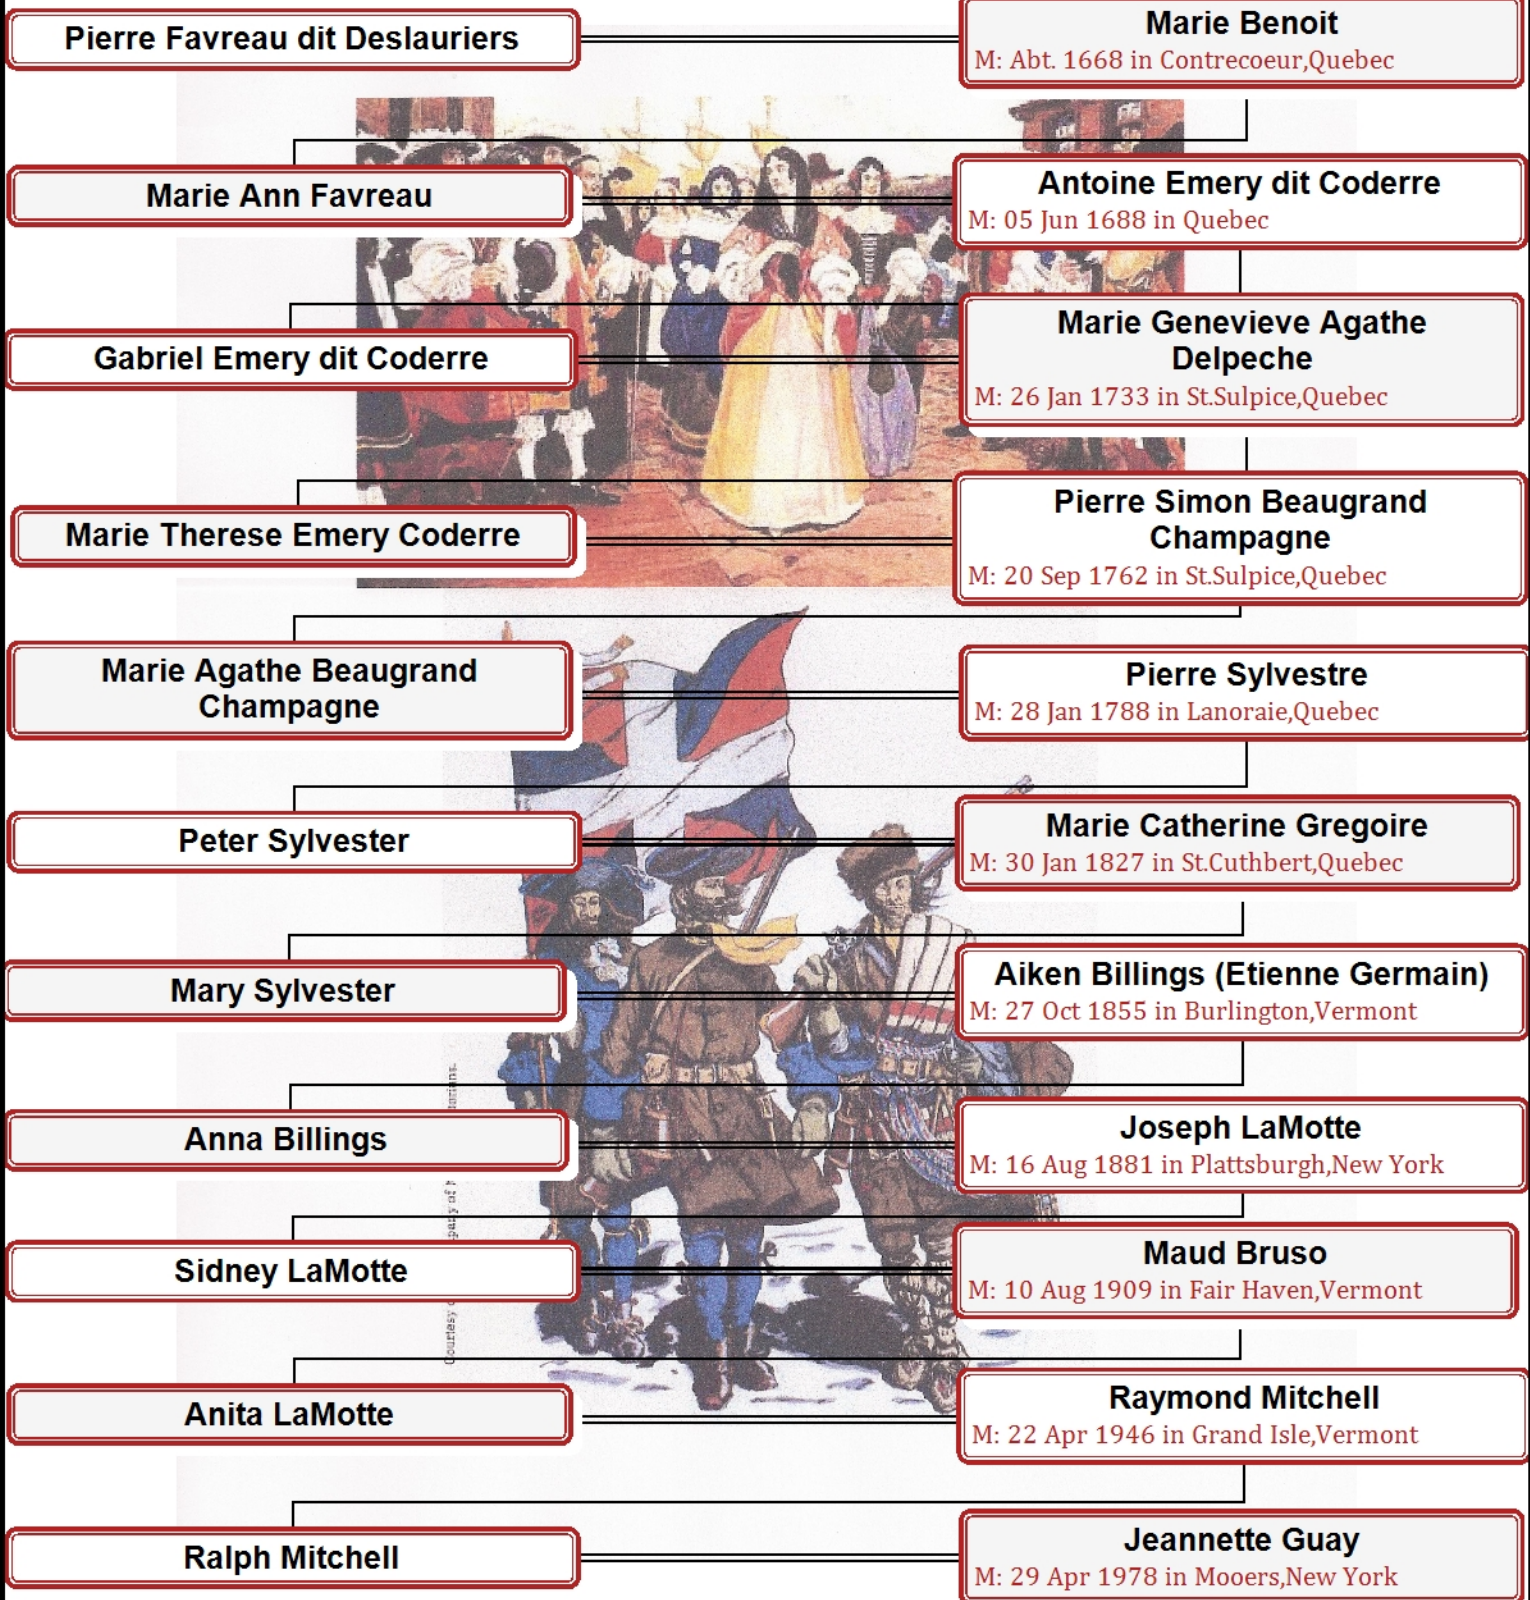 Pierre Favreau dit Deslauriers
Marie Benoit
M: Abt. 1668 in Contrecoeur,Quebec
Marie Ann Favreau
Antoine Emery dit Coderre
M: 05 Jun 1688 in Quebec
Gabriel Emery dit Coderre
Marie Genevieve Agathe
Delpeche
M: 26 Jan 1733 in St.Sulpice,Quebec
Marie Therese Emery Coderre
Pierre Simon Beaugrand
Champagne
M: 20 Sep 1762 in St.Sulpice,Quebec
Marie Agathe Beaugrand
Champagne
Pierre Sylvestre
M: 28 Jan 1788 in Lanoraie,Quebec
Peter Sylvester
Marie Catherine Gregoire
M: 30 Jan 1827 in St.Cuthbert,Quebec
Mary Sylvester
Aiken Billings (Etienne Germain)
M: 27 Oct 1855 in Burlington,Vermont
Anna Billings
Joseph LaMotte
M: 16 Aug 1881 in Plattsburgh,New York
Sidney LaMotte
Maud Bruso
M: 10 Aug 1909 in Fair Haven,Vermont
Anita LaMotte
Raymond Mitchell
M: 22 Apr 1946 in Grand Isle,Vermont
Ralph Mitchell
Jeannette Guay
M: 29 Apr 1978 in Mooers,New York
Courtesy